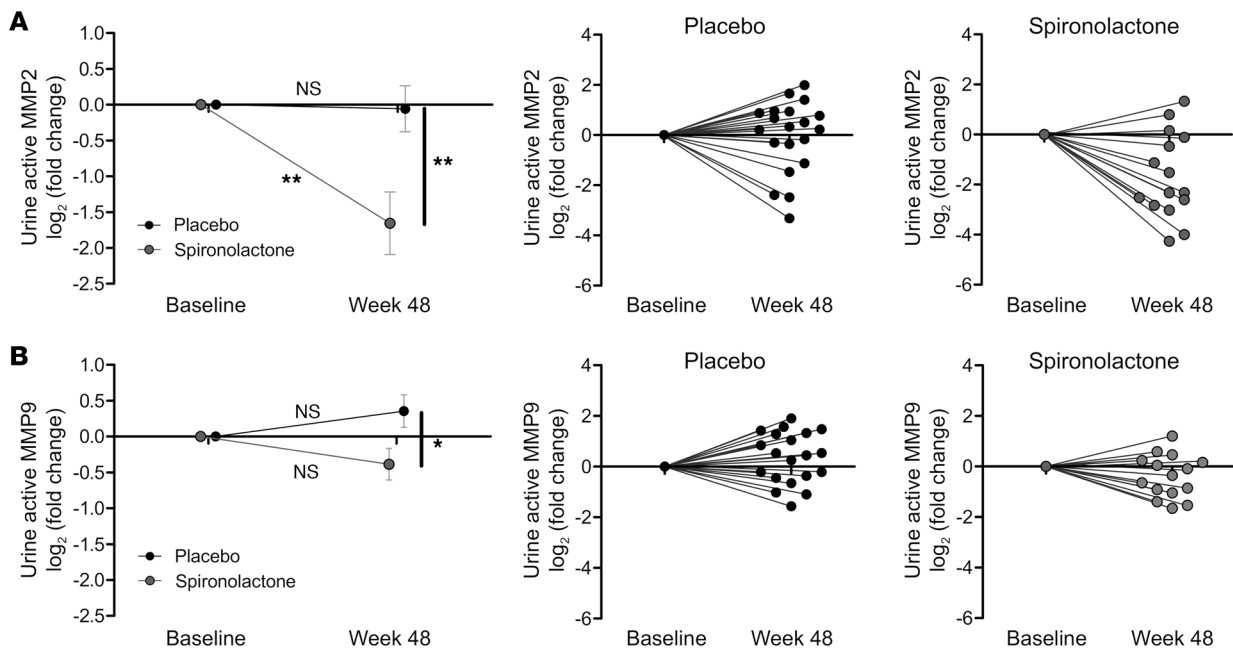 A
Urine active MMP2
log₂ (fold change)
1.0
0.5
0.0
-0.5
-1.0
-1.5
-2.0
-2.5
NS
**
**
Placebo
Spironolactone
Baseline
Week 48
Placebo
Urine active MMP2
log₂ (fold change)
4
2
0
-2
-4
-6
Baseline
Week 48
Spironolactone
Urine active MMP2
log₂ (fold change)
4
2
0
-2
-4
-6
Baseline
Week 48
B
Urine active MMP9
log₂ (fold change)
1.0
0.5
0.0
-0.5
-1.0
-1.5
-2.0
-2.5
NS
NS
*
Placebo
Spironolactone
Baseline
Week 48
Placebo
Urine active MMP9
log₂ (fold change)
4
2
0
-2
-4
-6
Baseline
Week 48
Spironolactone
Urine active MMP9
log₂ (fold change)
4
2
0
-2
-4
-6
Baseline
Week 48